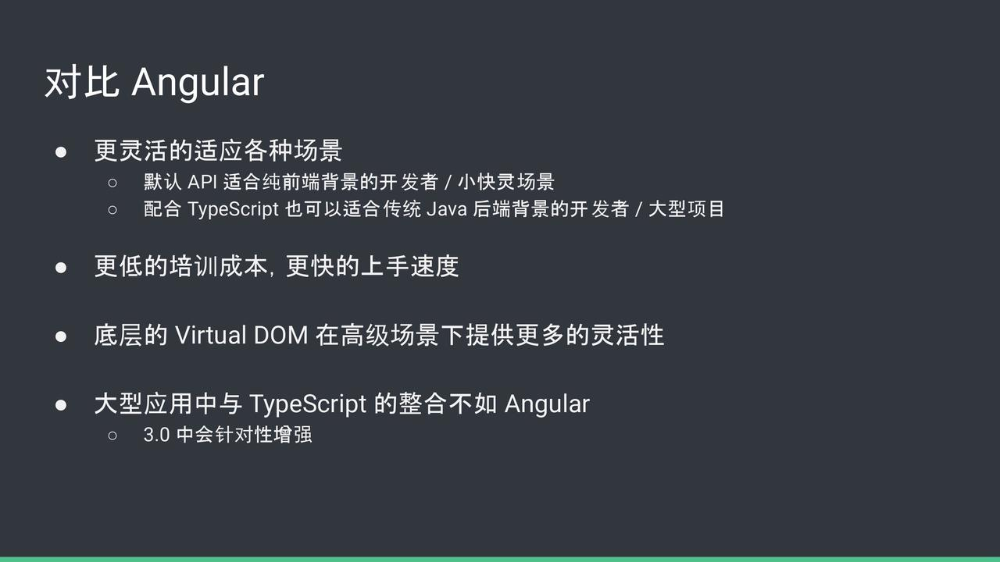 对比 Angular
● 更灵活的适应各种场景
○ 默认 API 适合纯前端背景的开发者 / 小快灵场景
○ 配合 TypeScript 也可以适合传统 Java 后端背景的开发者 / 大型项目
● 更低的培训成本，更快的上手速度
● 底层的 Virtual DOM 在高级场景下提供更多的灵活性
● 大型应用中与 TypeScript 的整合不如 Angular
○ 3.0 中会针对性增强